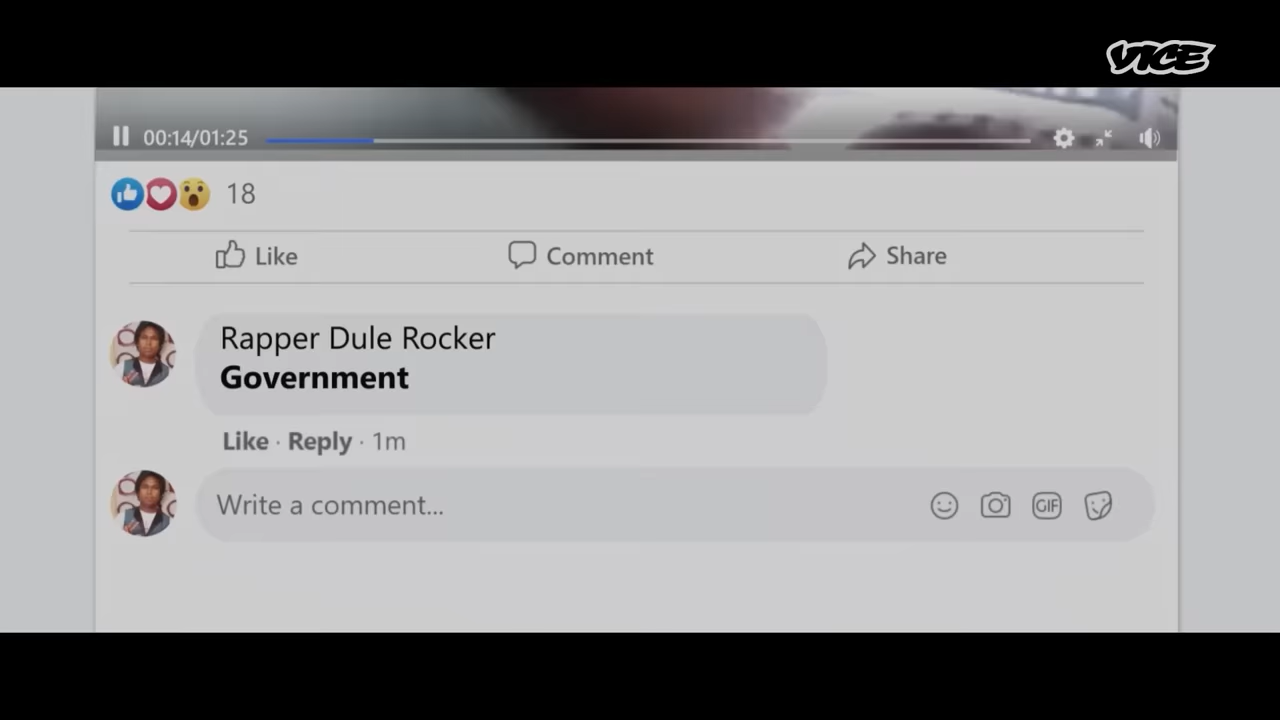 VICE
00:14/01:25
18
Like
Comment
Share
Rapper Dule Rocker
Government
Like · Reply · 1m
Write a comment...
GIF